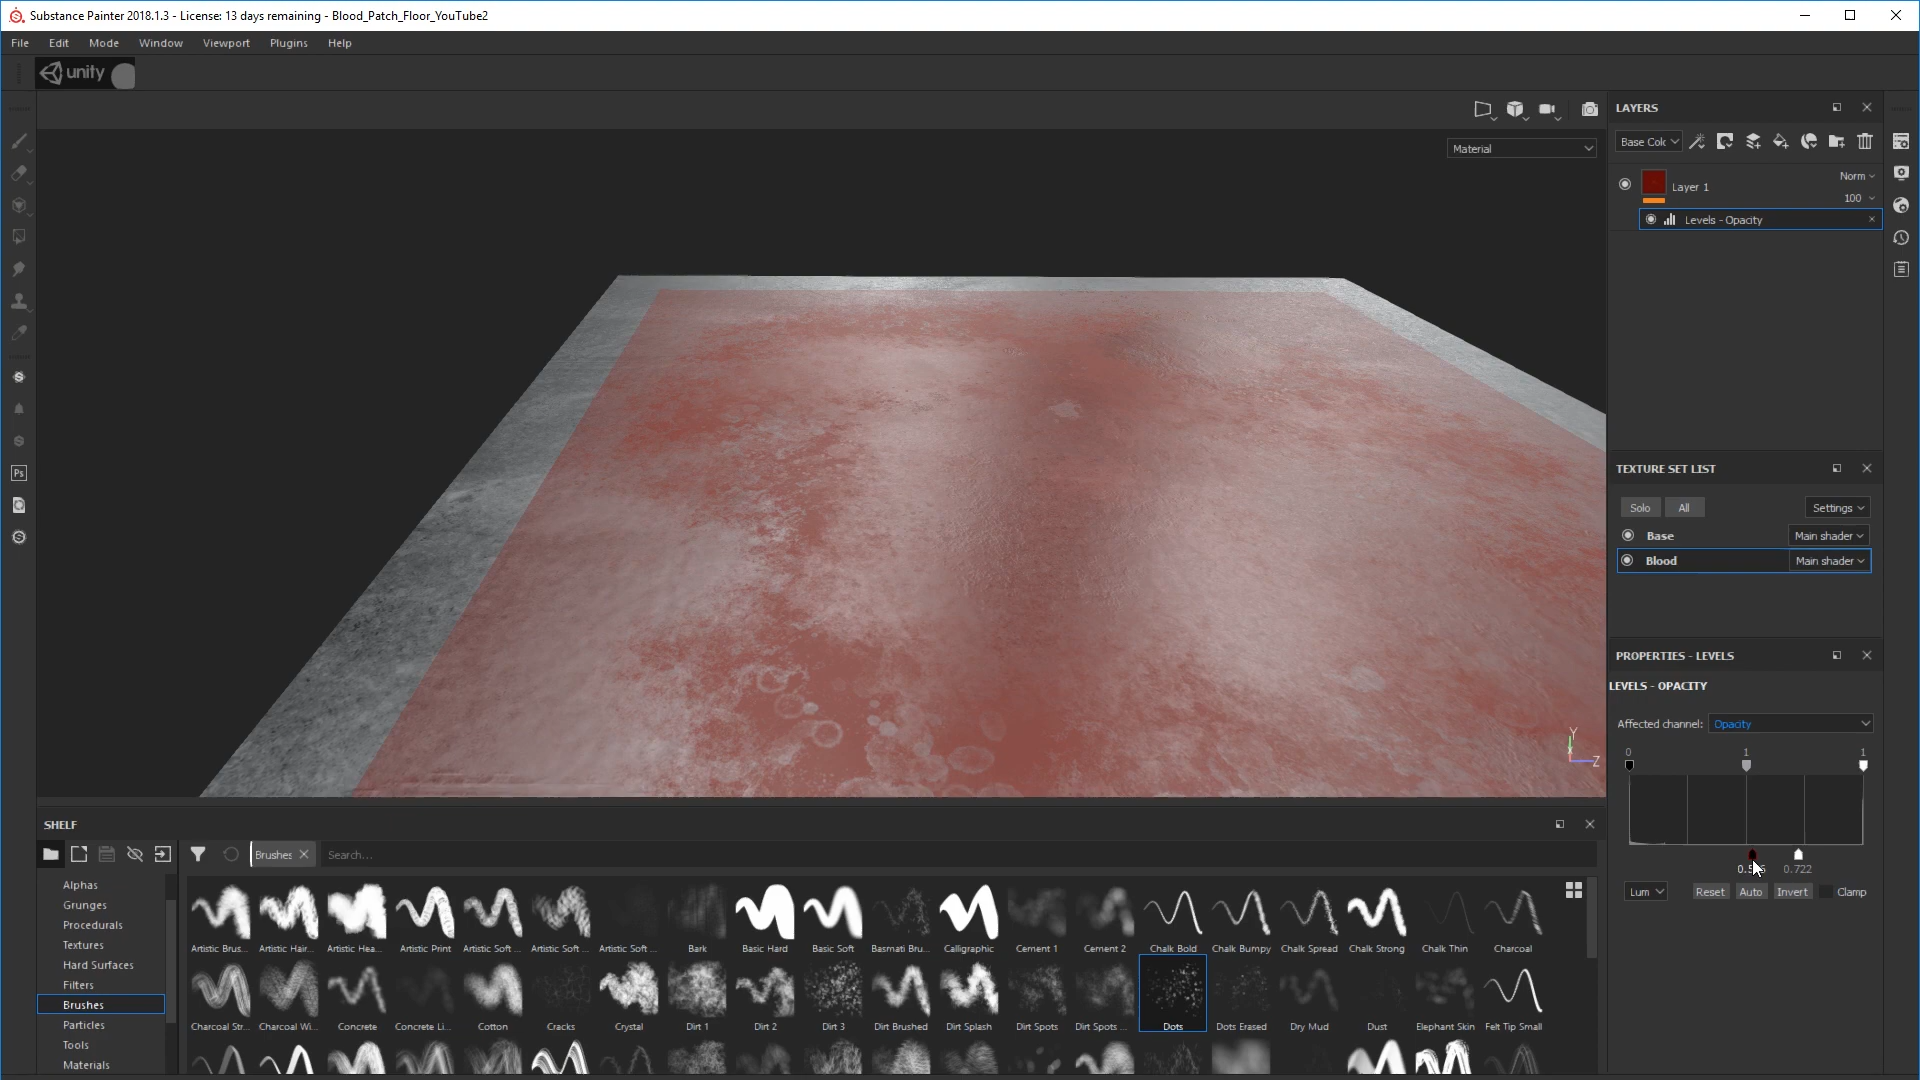 Substance Painter 2018.1.3 - License: 13 days remaining - Blood_Patch_Floor_YouTube2
File Edit Mode Window Viewport Plugins Help
unity
Material
LAYERS
Base Col
Layer 1
Norm
100
Levels - Opacity
TEXTURE SET LIST
Solo All Settings
Base Main shader
Blood Main shader
PROPERTIES - LEVELS
LEVELS - OPACITY
Affected channel: Opacity
0 1 1
0.722
Lum Reset Auto Invert Clamp
Y
Z
Ps
SHELF
Brushes Search...
Alphas
Grunges
Procedurals
Textures
Hard Surfaces
Filters
Brushes
Particles
Tools
Materials
Artistic Brus... Artistic Hair... Artistic Hea... Artistic Print Artistic Soft ... Artistic Soft ... Artistic Soft ... Bark Basic Hard Basic Soft Basmati Bru... Calligraphic Cement 1 Cement 2 Chalk Bold Chalk Bumpy Chalk Spread Chalk Strong Chalk Thin Charcoal
Charcoal Str... Charcoal Wi... Concrete Concrete Li... Cotton Cracks Crystal Dirt 1 Dirt 2 Dirt 3 Dirt Brushed Dirt Splash Dirt Spots Dirt Spots ... Dots Dots Erased Dry Mud Dust Elephant Skin Felt Tip Small